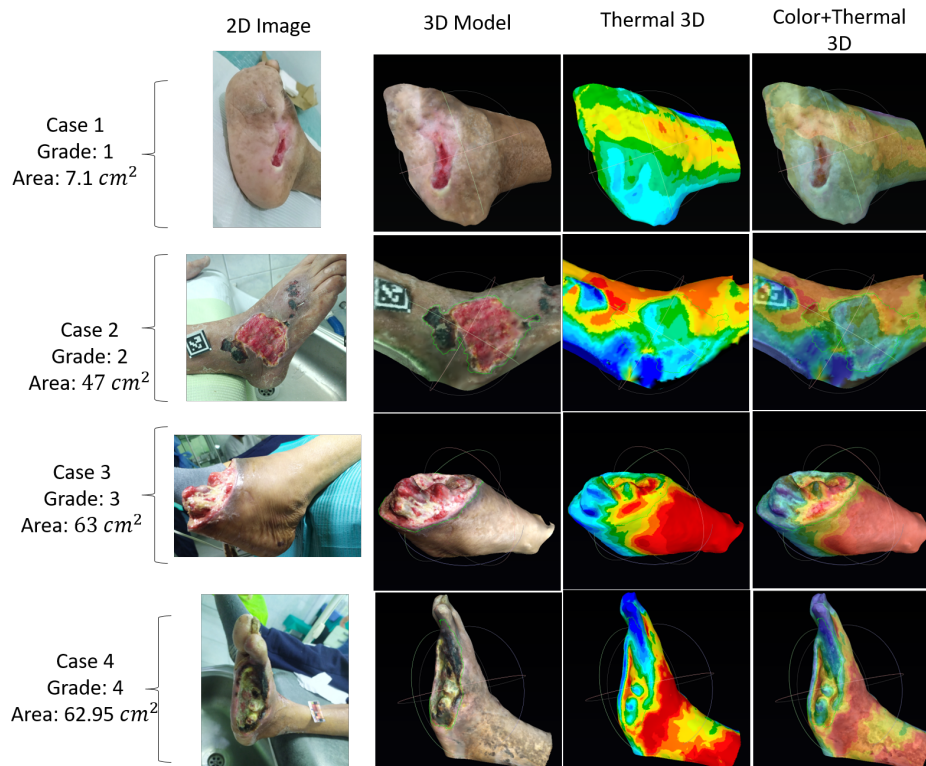 2D Image
3D Model
Thermal 3D
Color+Thermal
3D
Case 1
Grade: 1
Area: 7.1 cm²
Case 2
Grade: 2
Area: 47 cm²
Case 3
Grade: 3
Area: 63 cm²
Case 4
Grade: 4
Area: 62.95 cm²